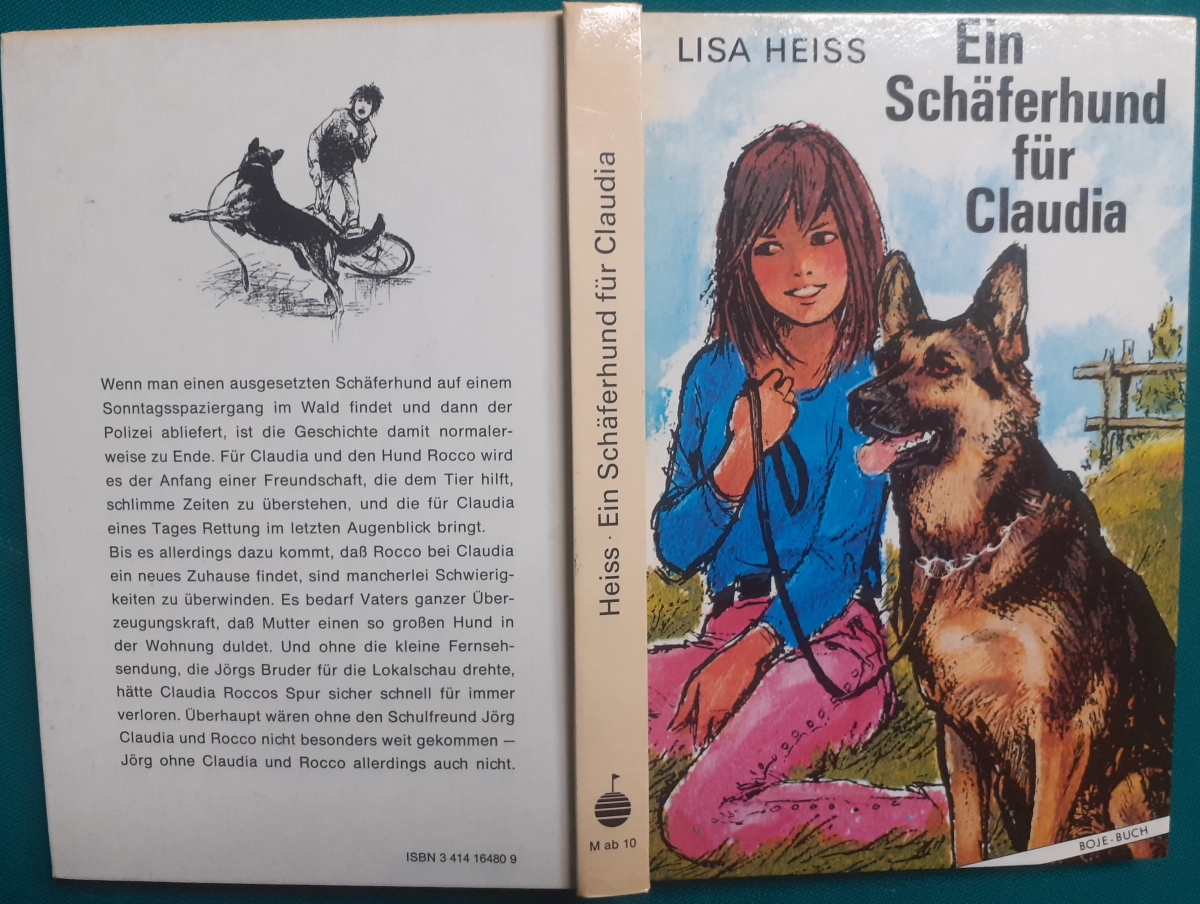 Wenn man einen ausgesetzten Schäferhund auf einem
Sonntagsspaziergang im Wald findet und dann der
Polizei abliefert, ist die Geschichte damit normaler-
weise zu Ende. Für Claudia und den Hund Rocco wird
es der Anfang einer Freundschaft, die dem Tier hilft,
schlimme Zeiten zu überstehen, und die für Claudia
eines Tages Rettung im letzten Augenblick bringt.
Bis es allerdings dazu kommt, daß Rocco bei Claudia
ein neues Zuhause findet, sind mancherlei Schwierig-
keiten zu überwinden. Es bedarf Vaters ganzer Über-
zeugungskraft, daß Mutter einen so großen Hund in
der Wohnung duldet. Und ohne die kleine Fernseh-
sendung, die Jörgs Bruder für die Lokalschau drehte,
hätte Claudia Roccos Spur sicher schnell für immer
verloren. Überhaupt wären ohne den Schulfreund Jörg
Claudia und Rocco nicht besonders weit gekommen —
Jörg ohne Claudia und Rocco allerdings auch nicht.
ISBN 3 414 16480 9
Heiss · Ein Schäferhund für Claudia
M ab 10
LISA HEISS
Ein
Schäferhund
für
Claudia
BOJE-BUCH